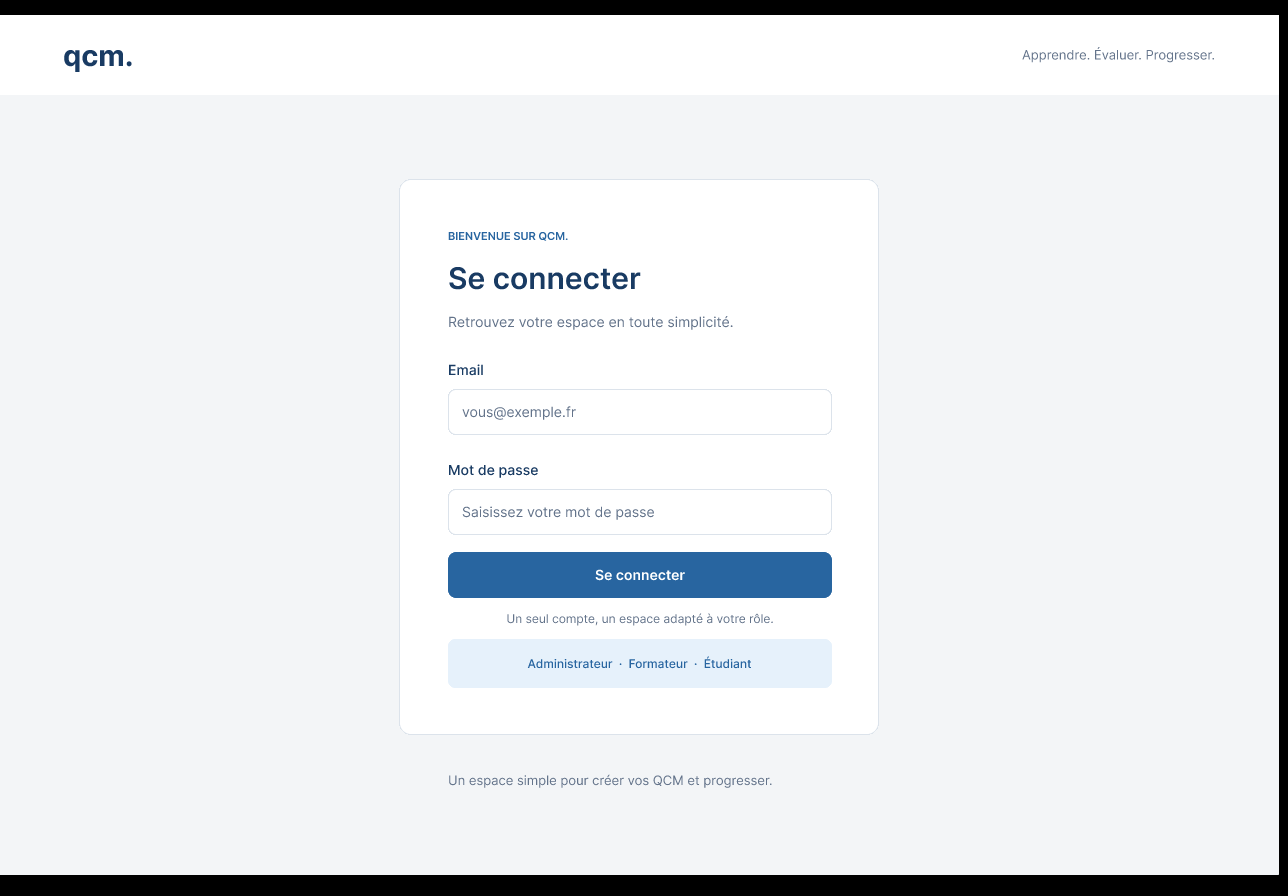 qcm.
Apprendre. Évaluer. Progresser.
BIENVENUE SUR QCM.
Se connecter
Retrouvez votre espace en toute simplicité.
Email
vous@exemple.fr
Mot de passe
Saisissez votre mot de passe
Se connecter
Un seul compte, un espace adapté à votre rôle.
Administrateur · Formateur · Étudiant
Un espace simple pour créer vos QCM et progresser.